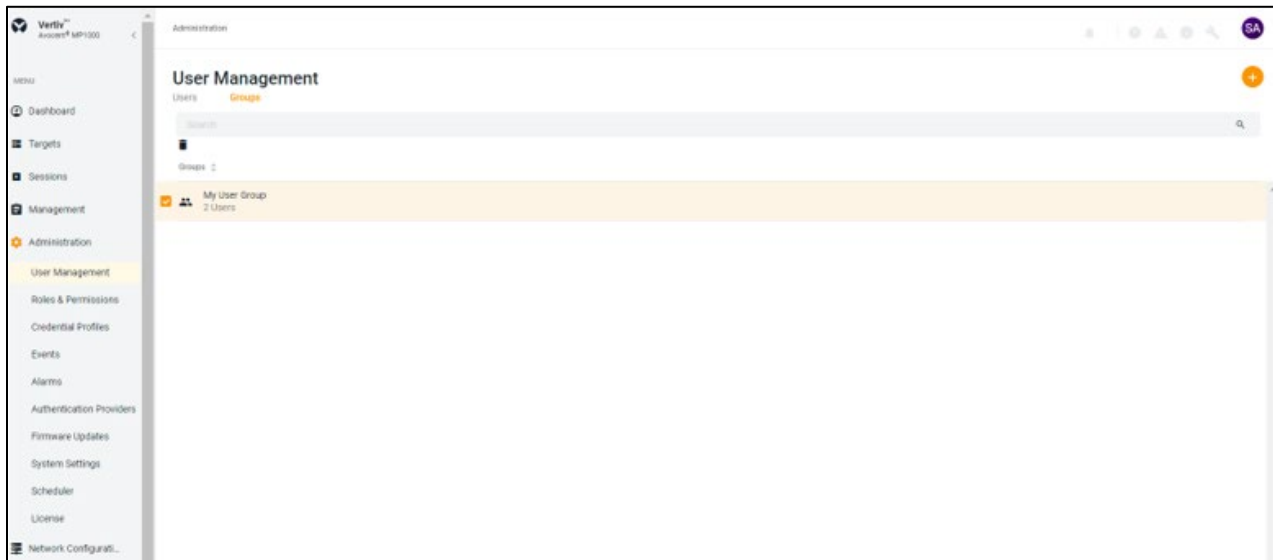 Vertiv™
Avocent® MP1000
Administration
SA
MENU
User Management
Users
Groups
Dashboard
Search
Targets
Groups
Sessions
My User Group
2 Users
Management
Administration
User Management
Roles & Permissions
Credential Profiles
Events
Alarms
Authentication Providers
Firmware Updates
System Settings
Scheduler
License
Network Configurati...